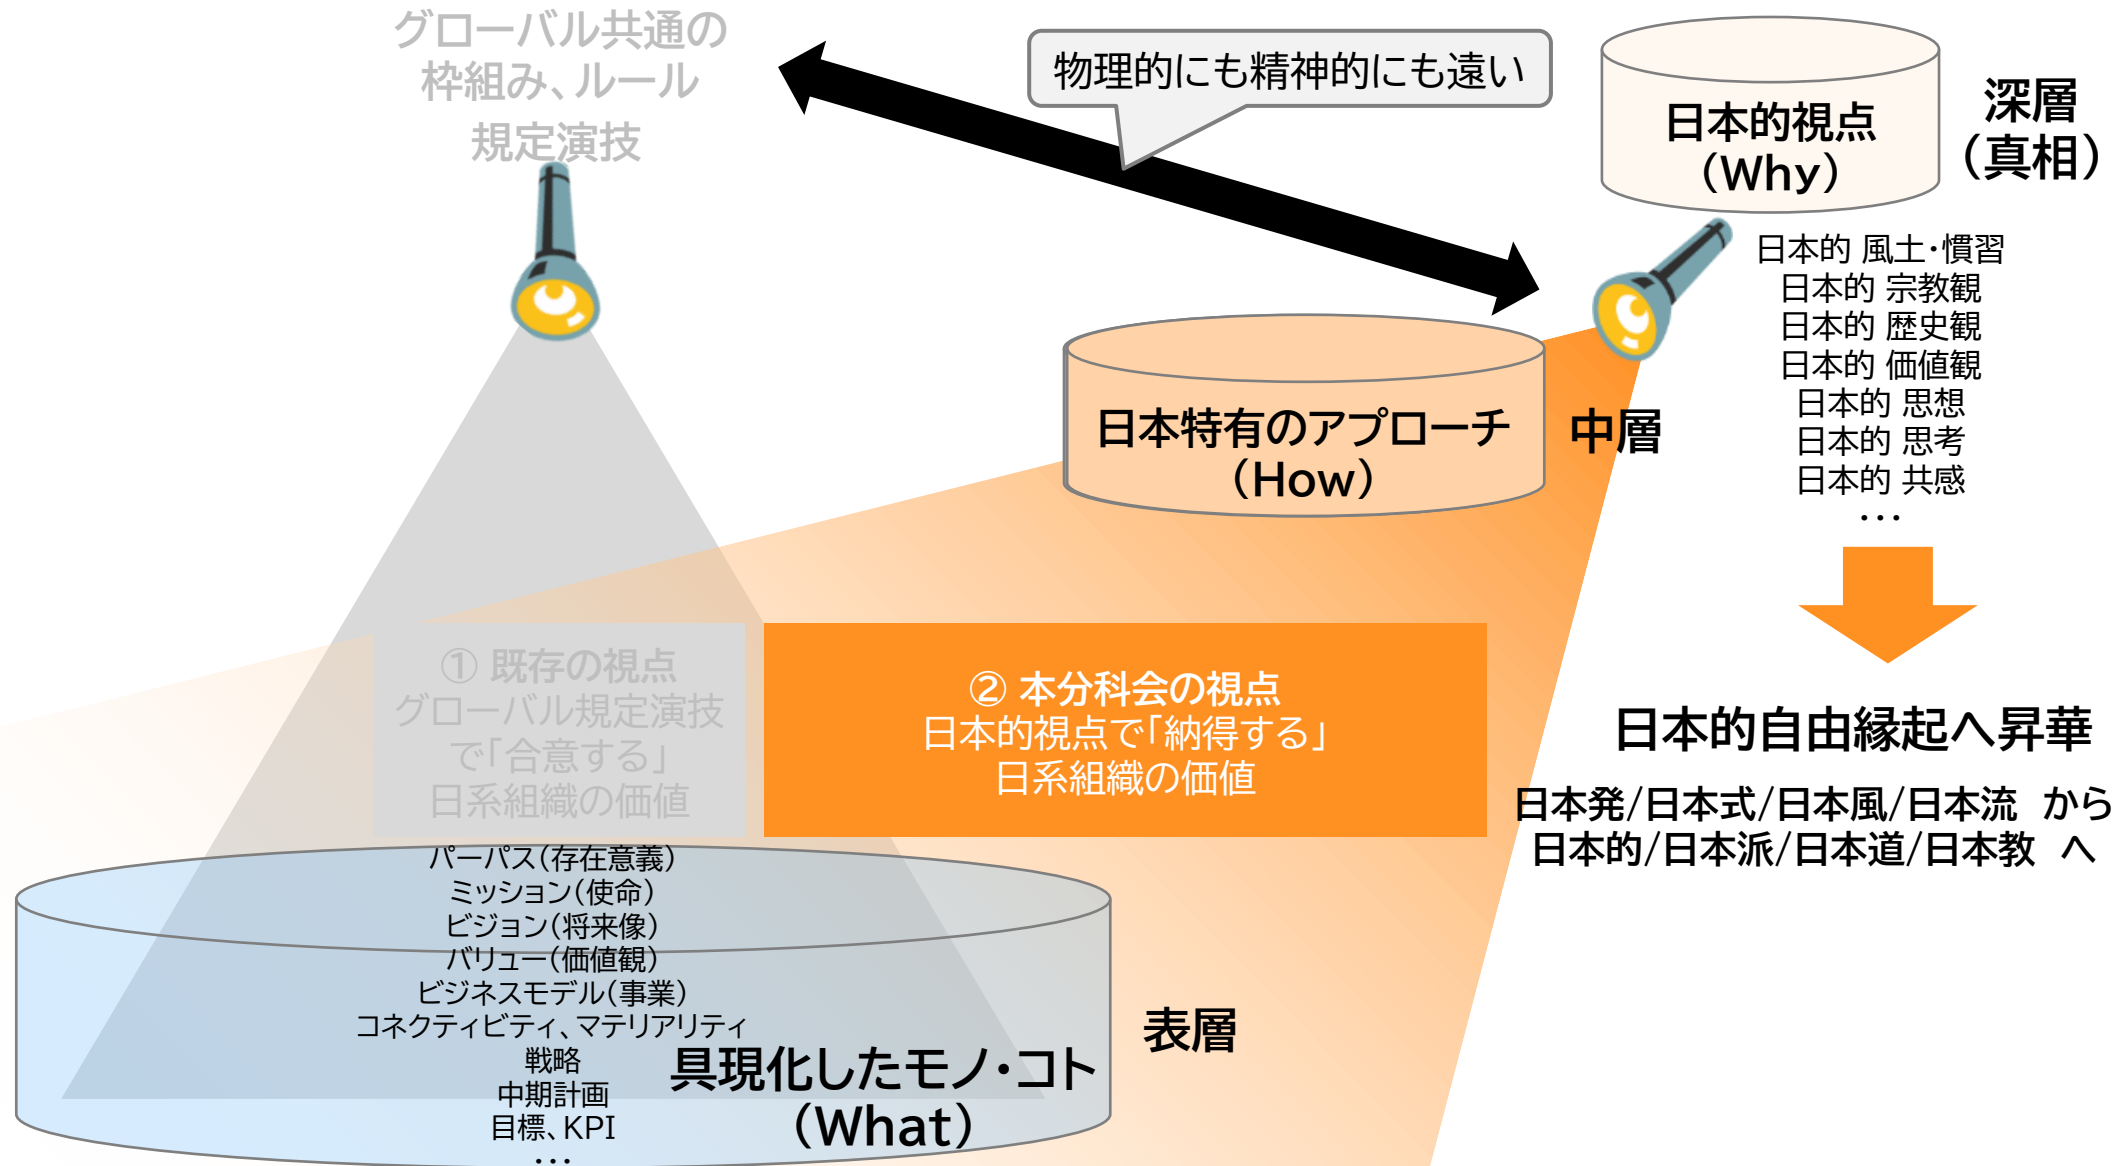 グローバル共通の
枠組み、ルール
規定演技
物理的にも精神的にも遠い
日本的視点
（Why）
深層
（真相）
日本的 風土・慣習
日本的 宗教観
日本的 歴史観
日本的 価値観
日本的 思想
日本的 思考
日本的 共感
・・・
日本特有のアプローチ
（How）
中層
① 既存の視点
グローバル規定演技
で「合意する」
日系組織の価値
② 本分科会の視点
日本的視点で「納得する」
日系組織の価値
日本的自由縁起へ昇華
日本発/日本式/日本風/日本流 から
日本的/日本派/日本道/日本教 へ
パーパス（存在意義）
ミッション（使命）
ビジョン（将来像）
バリュー（価値観）
ビジネスモデル（事業）
コネクティビティ、マテリアリティ
戦略
中期計画
目標、KPI
・・・
具現化したモノ・コト
（What）
表層